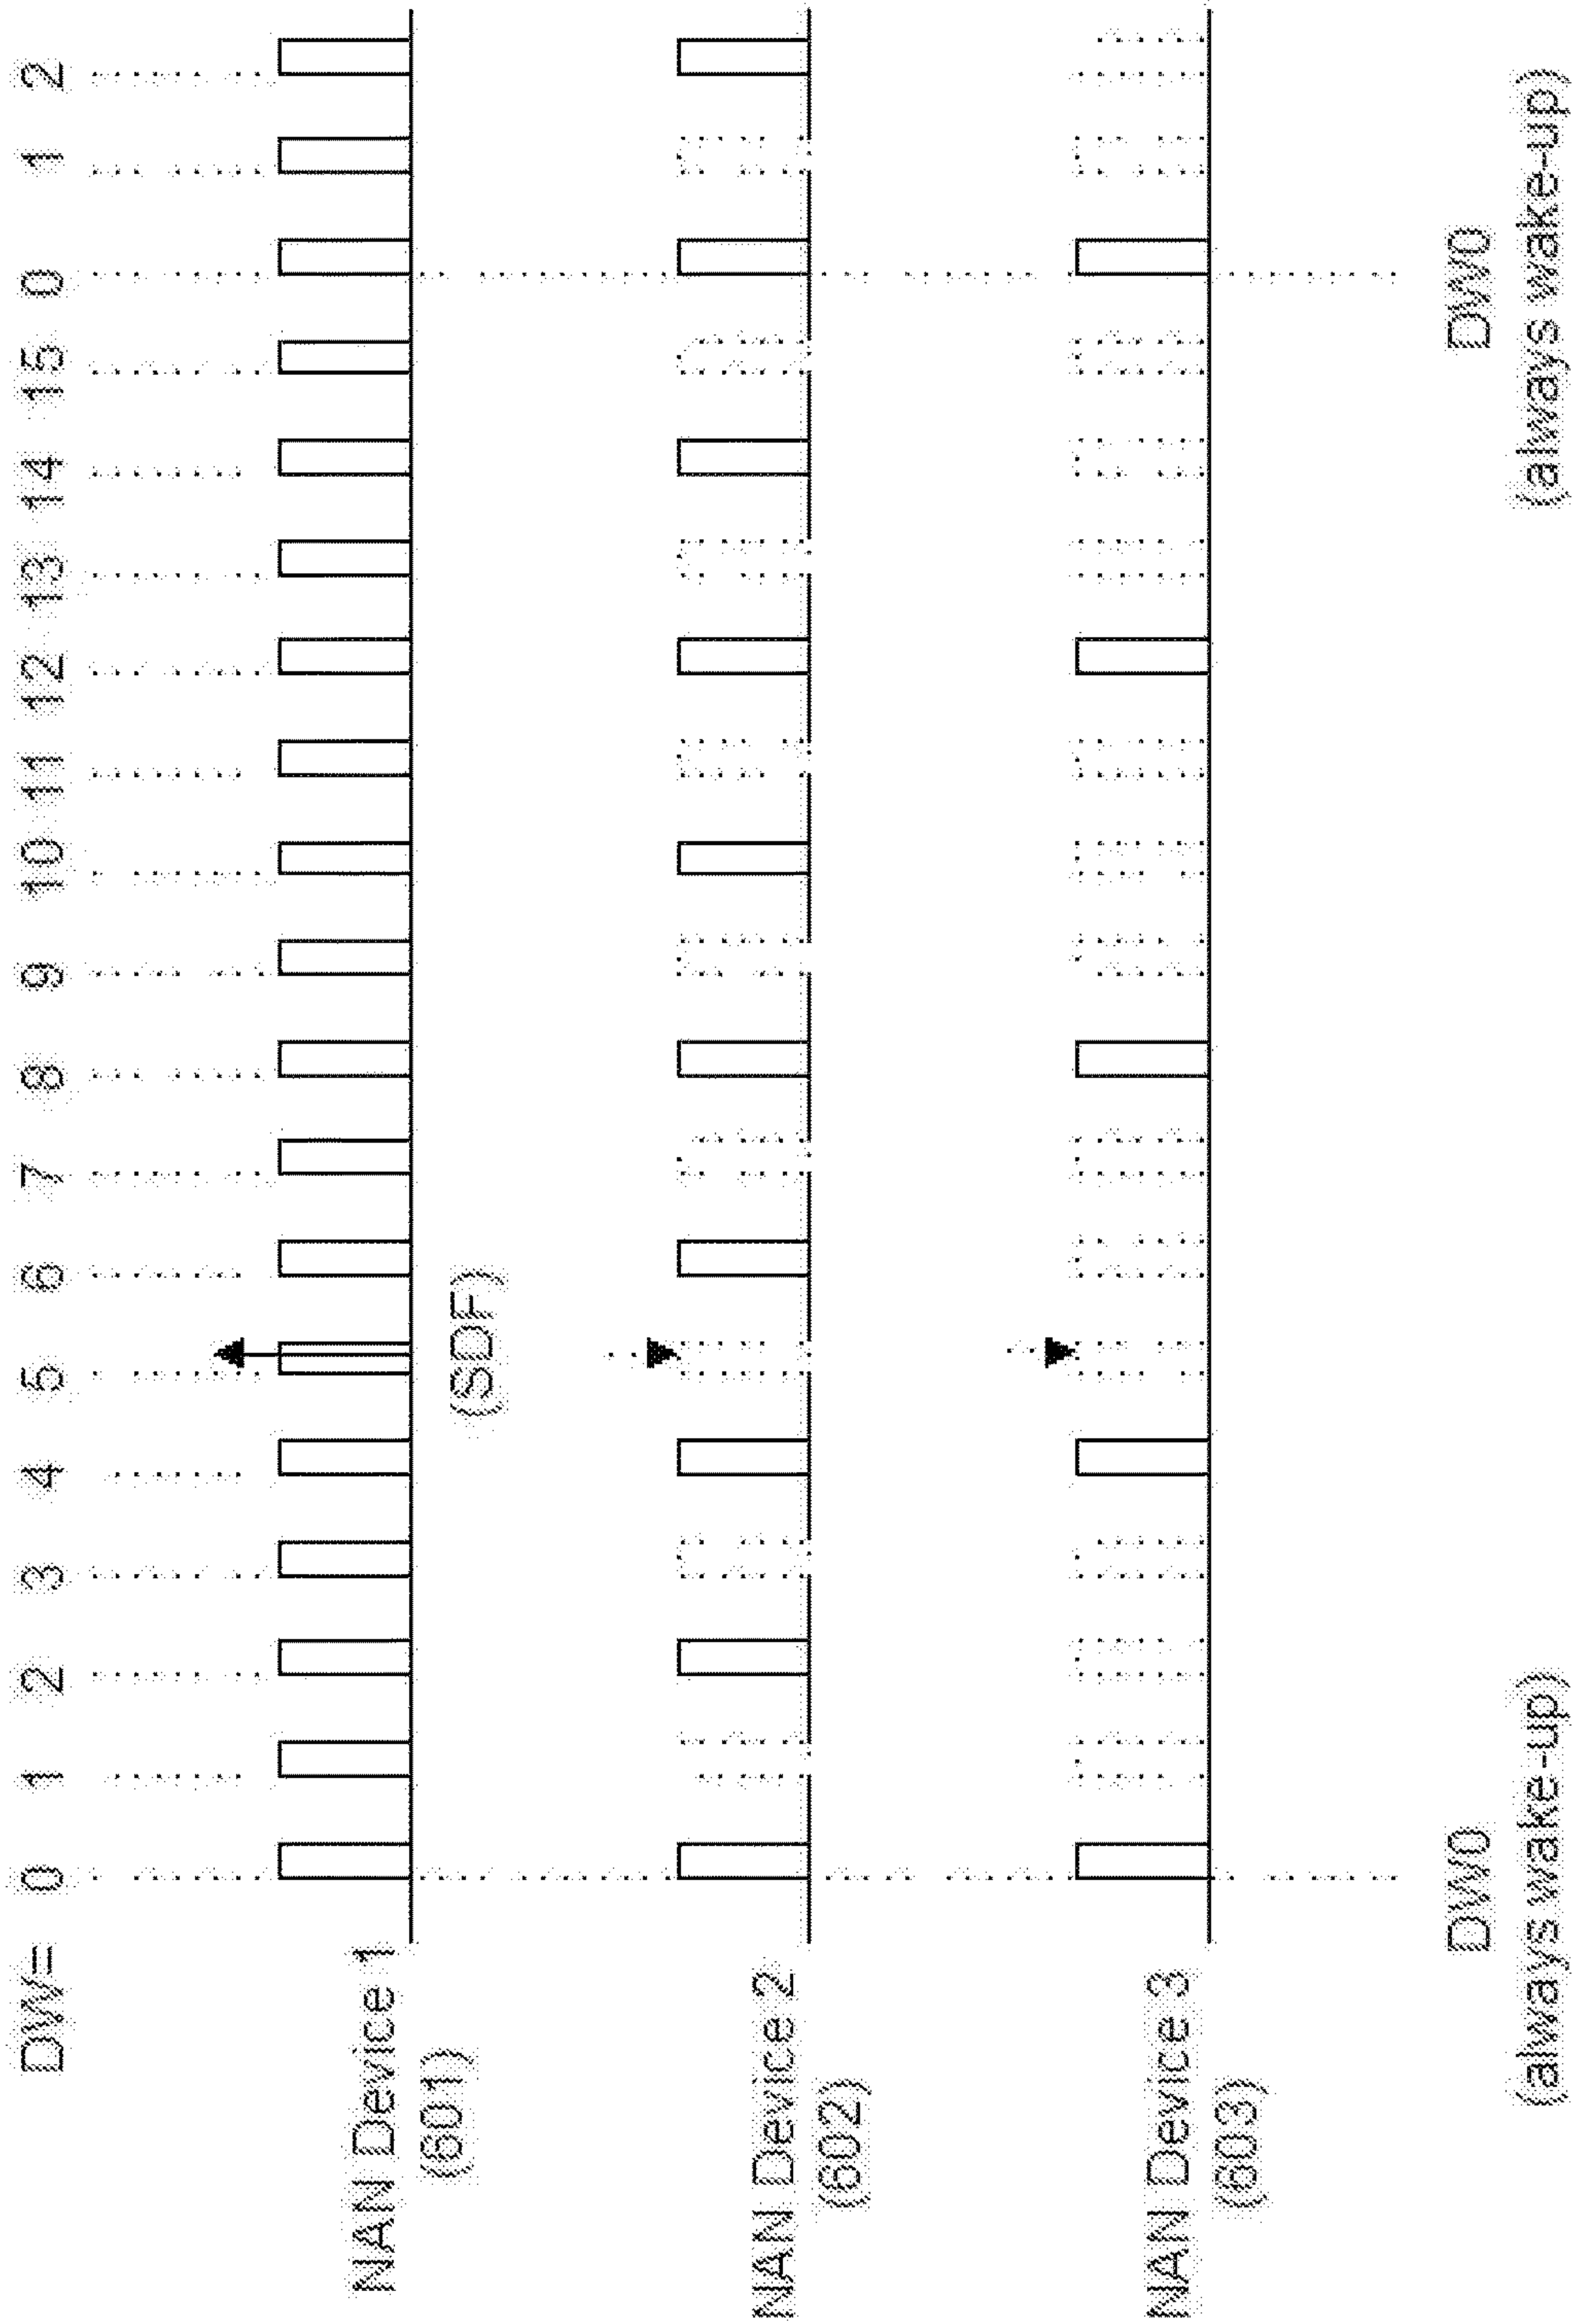 DW= 0 1 2 3 4 5 6 7 8 9 10 11 12 13 14 15 0 1 2
NAN Device 1
(601)
(SDF)
NAN Device 2
(602)
NAN Device 3
(603)
DW0
(always wake-up)
DW0
(always wake-up)